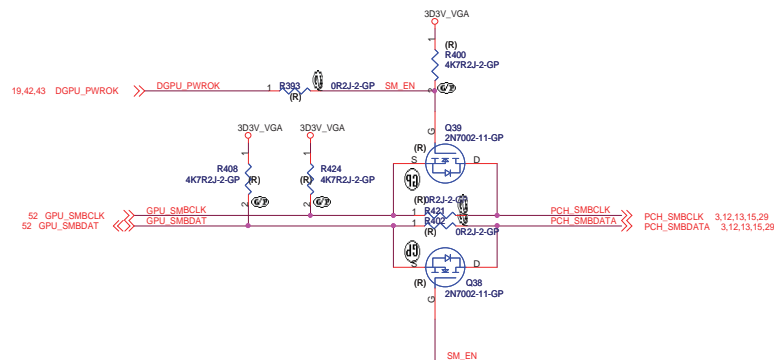 3D3V_VGA
1
(R)
R400
4K7R2J-2-GP
2
19,42,43 DGPU_PWROK DGPU_PWROK 1 R393 0R2J-2-GP SM_EN
(R)
G
Q39
2N7002-11-GP
3D3V_VGA 3D3V_VGA
(R)
S D
1 1
R408 R424
4K7R2J-2-GP (R) 4K7R2J-2-GP (R)
2 2
(R) 0R2J-2-GP
52 GPU_SMBCLK GPU_SMBCLK 1 R421 PCH_SMBCLK PCH_SMBCLK 3,12,13,15,29
52 GPU_SMBDAT GPU_SMBDAT 1 R402 PCH_SMBDATA PCH_SMBDATA 3,12,13,15,29
(R) 0R2J-2-GP
S D
(R) Q38
G 2N7002-11-GP
SM_EN